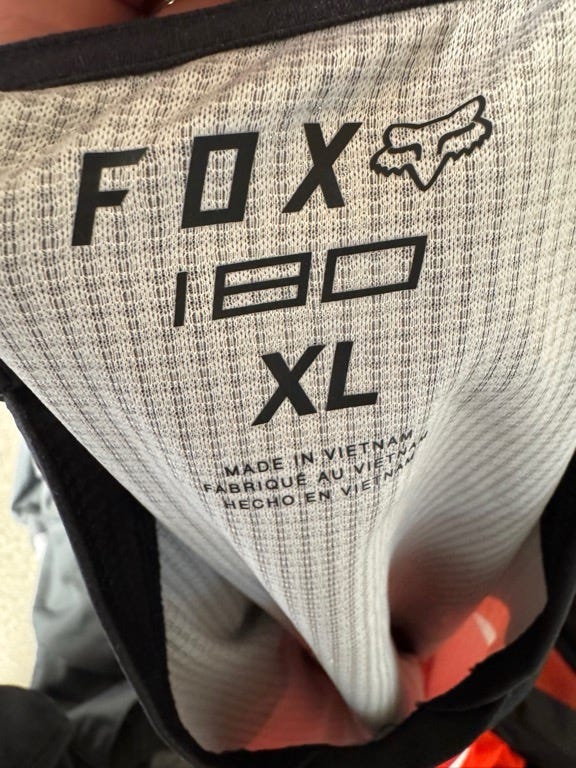 FOX
180
XL
MADE IN VIETNAM
FABRIQUÉ AU VIETNAM
HECHO EN VIETNAM